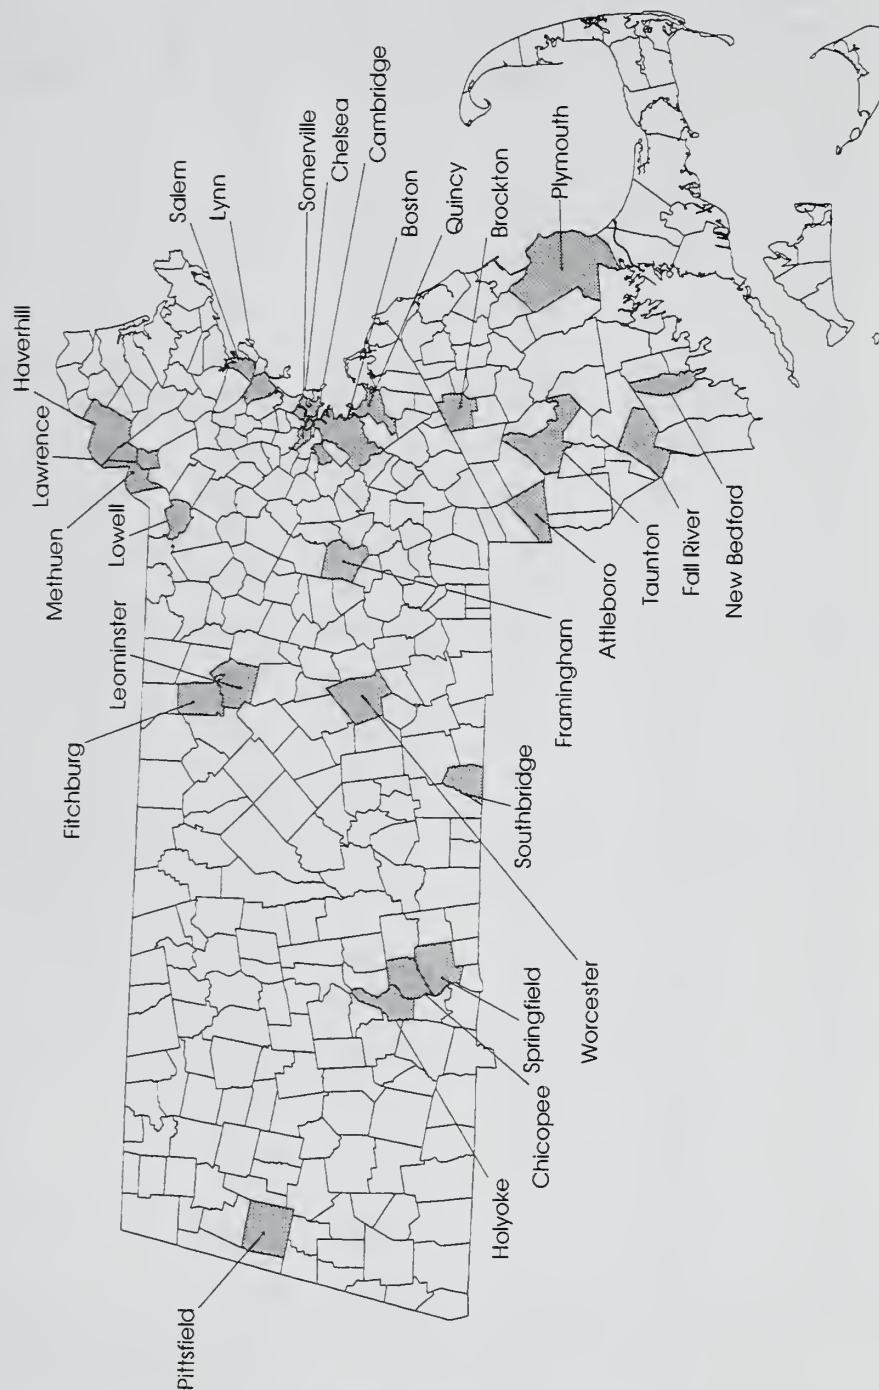 Pittsfield
Fitchburg
Leominster
Methuen
Lowell
Lawrence
Haverhill
Salem
Lynn
Somerville
Chelsea
Cambridge
Boston
Quincy
Brockton
Plymouth
Holyoke
Chicopee
Springfield
Worcester
Southbridge
Framingham
Attleboro
Taunton
Fall River
New Bedford